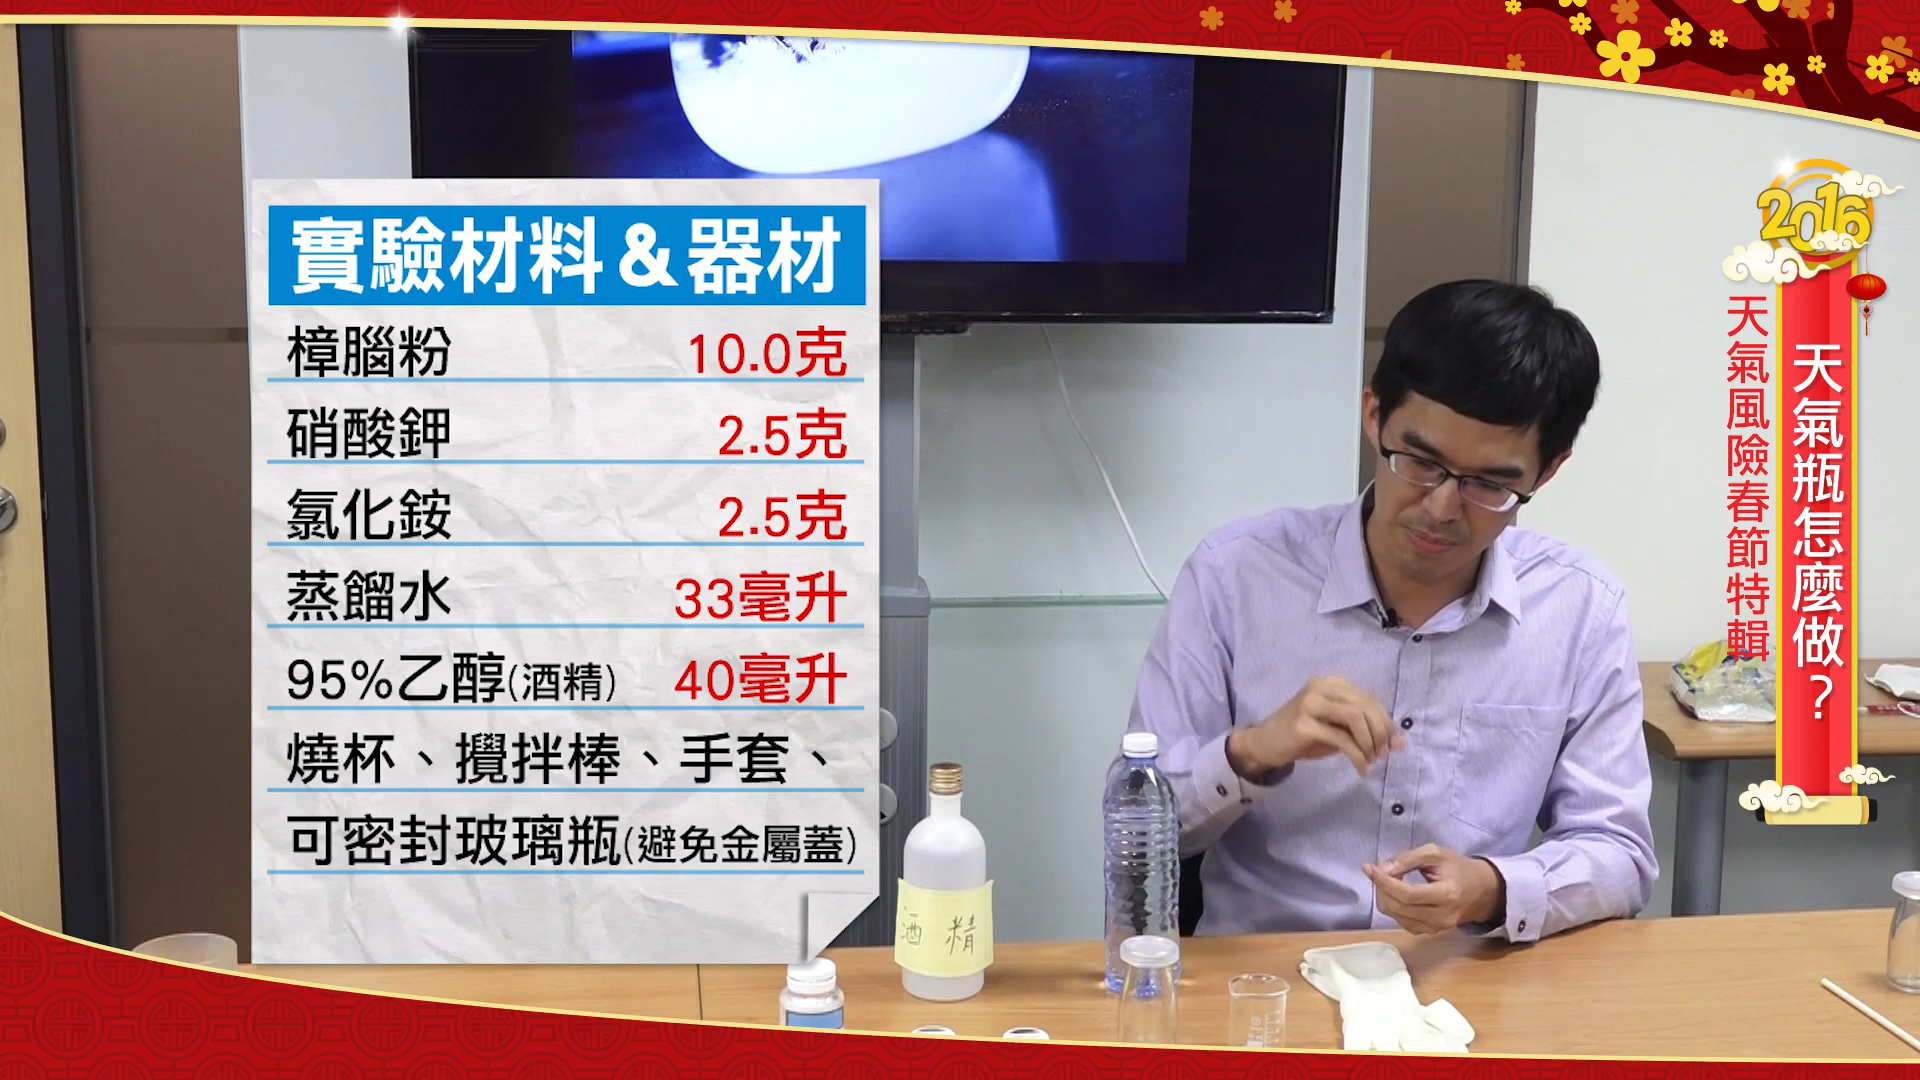 實驗材料&器材
樟腦粉 10.0克
硝酸鉀 2.5克
氯化銨 2.5克
蒸餾水 33毫升
95%乙醇(酒精) 40毫升
燒杯、攪拌棒、手套、
可密封玻璃瓶(避免金屬蓋)
酒精
2016
天氣瓶怎麼做?
天氣風險春節特輯